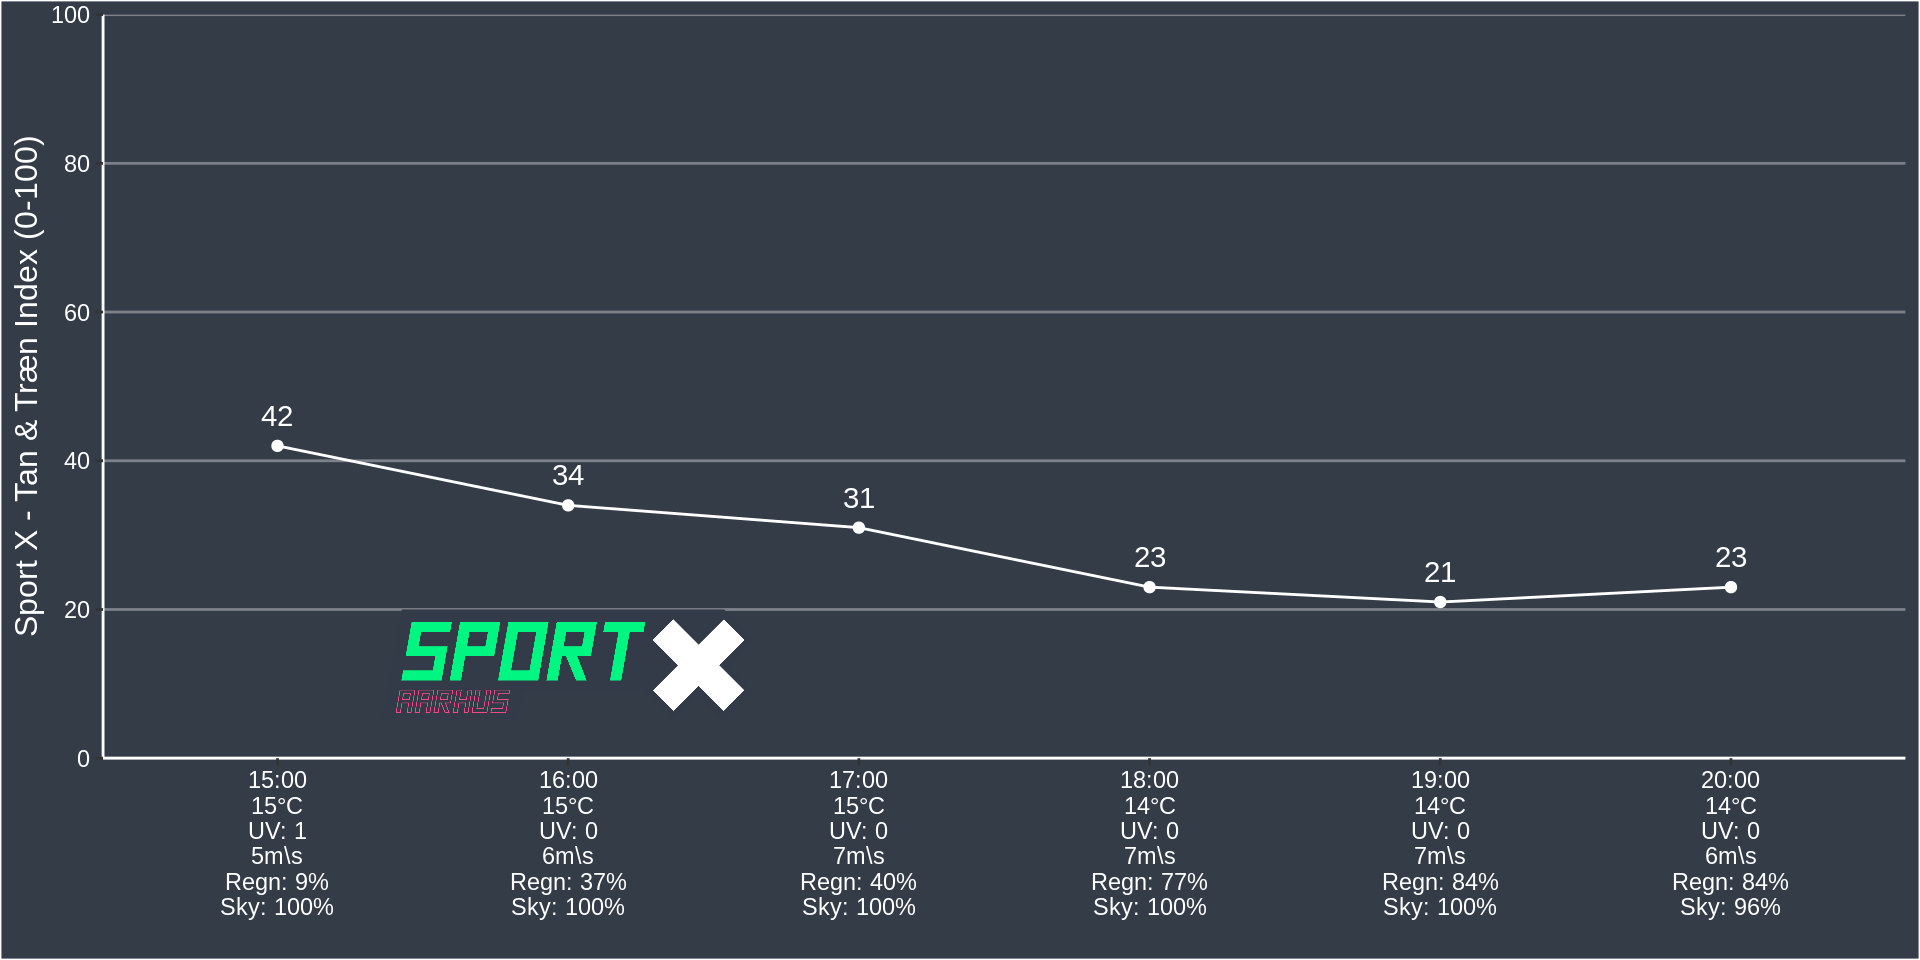 Sport X - Tan & Træn Index (0-100)
100
80
60
40
20
0
42
34
31
23
21
23
SPORT X
AARHUS
15:00
15°C
UV: 1
5m\s
Regn: 9%
Sky: 100%
16:00
15°C
UV: 0
6m\s
Regn: 37%
Sky: 100%
17:00
15°C
UV: 0
7m\s
Regn: 40%
Sky: 100%
18:00
14°C
UV: 0
7m\s
Regn: 77%
Sky: 100%
19:00
14°C
UV: 0
7m\s
Regn: 84%
Sky: 100%
20:00
14°C
UV: 0
6m\s
Regn: 84%
Sky: 96%